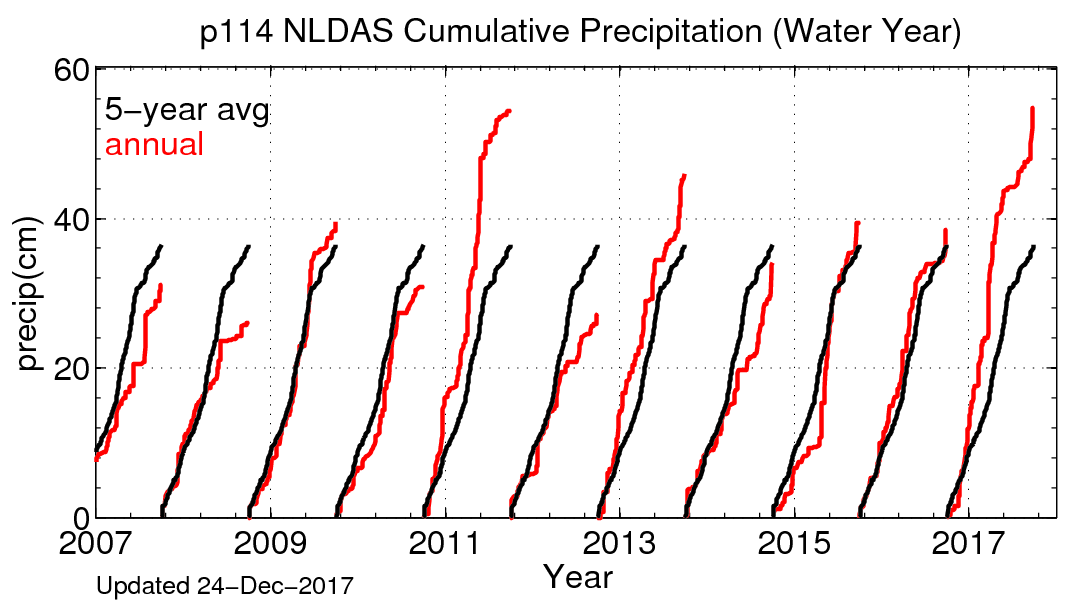 p114 NLDAS Cumulative Precipitation (Water Year)
60
5-year avg
annual
40
precip(cm)
20
0
2007 2009 2011 2013 2015 2017
Year
Updated 24-Dec-2017